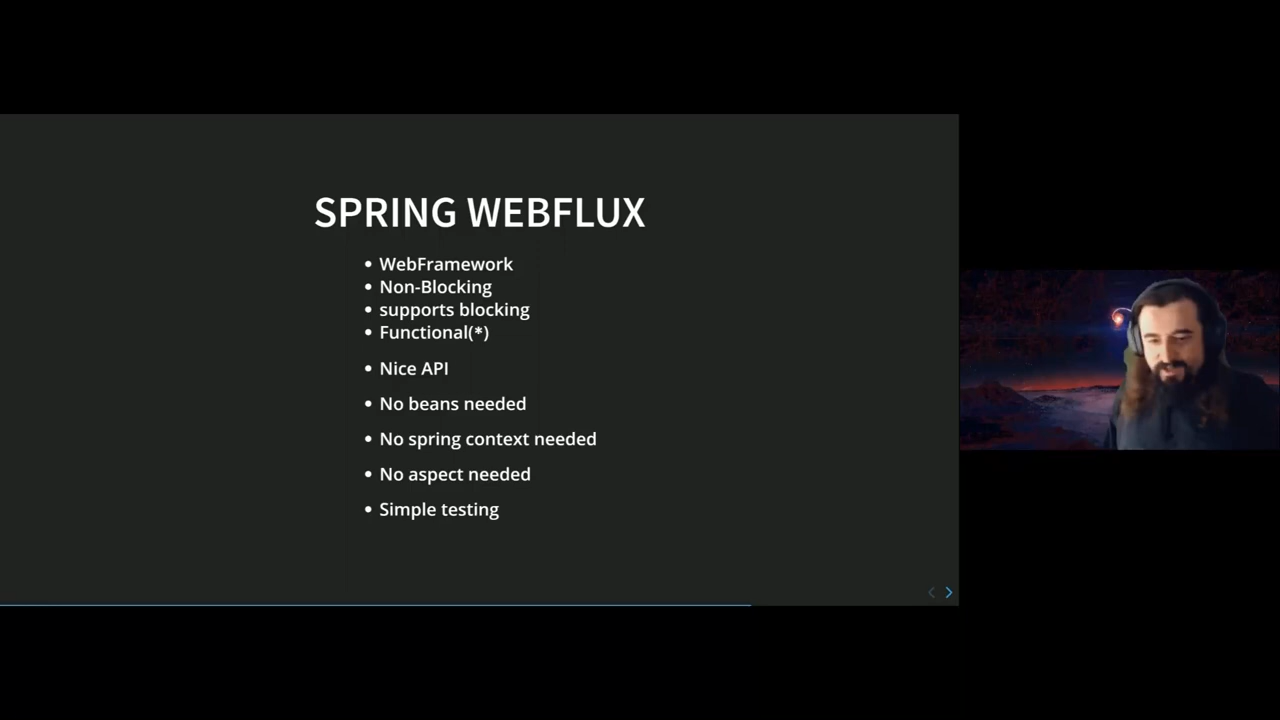 SPRING WEBFLUX
• WebFramework
• Non-Blocking
• supports blocking
• Functional(*)
• Nice API
• No beans needed
• No spring context needed
• No aspect needed
• Simple testing